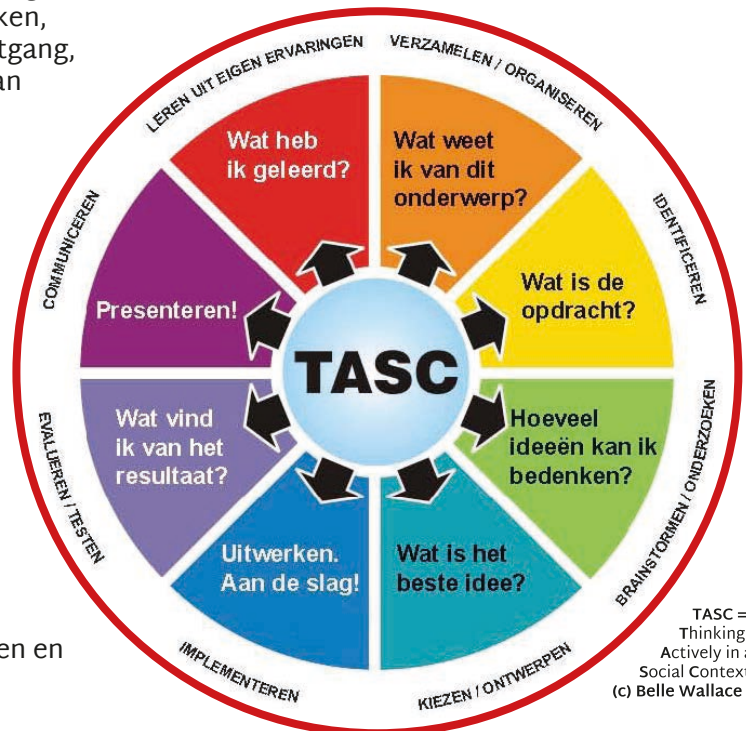 ken,
tgang,
an
LEREN UIT EIGEN ERVARINGEN
VERZAMELEN / ORGANISEREN
IDENTIFICEREN
BRAINSTORMEN / ONDERZOEKEN
KIEZEN / ONTWERPEN
IMPLEMENTEREN
EVALUEREN / TESTEN
COMMUNICEREN
Wat heb
ik geleerd?
Wat weet
ik van dit
onderwerp?
Wat is de
opdracht?
Hoeveel
ideeën kan ik
bedenken?
Wat is het
beste idee?
Uitwerken.
Aan de slag!
Wat vind
ik van het
resultaat?
Presenteren!
TASC
en en
TASC =
Thinking
Actively in a
Social Context
(c) Belle Wallace